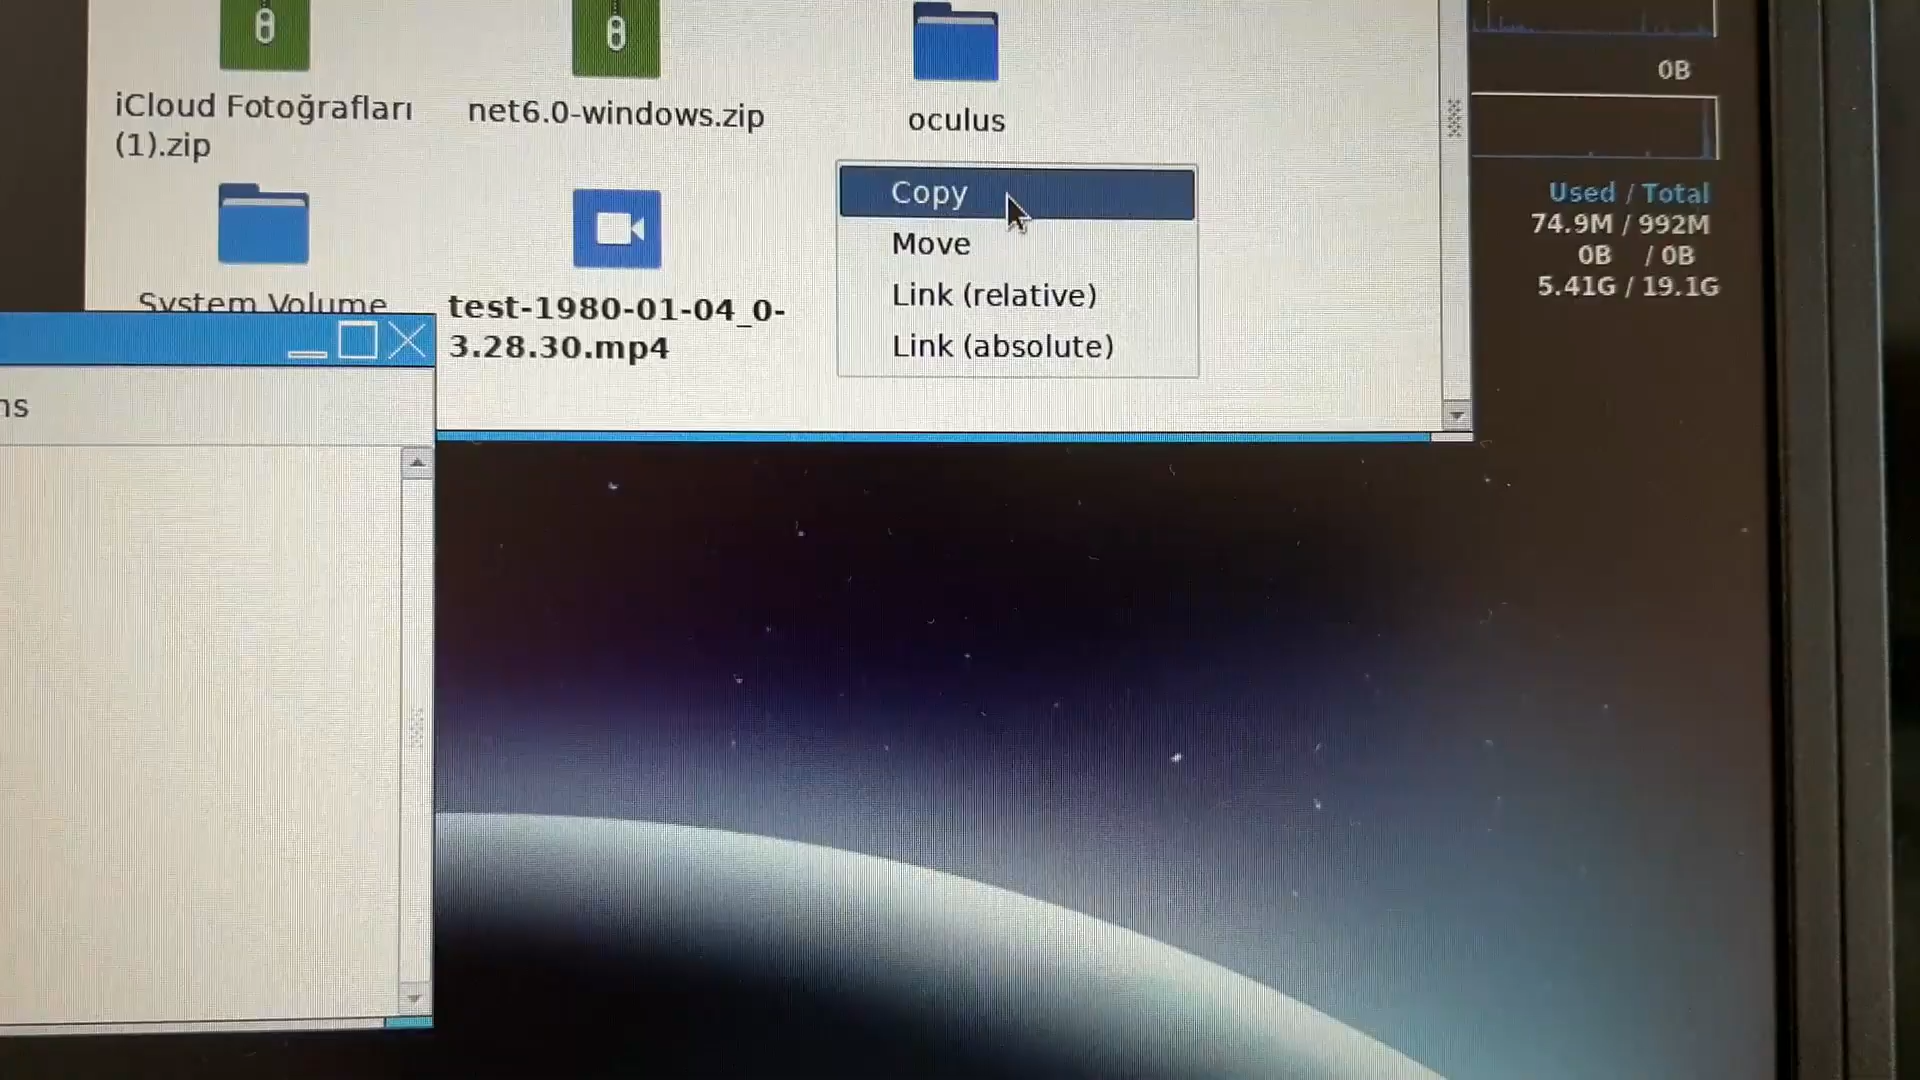 iCloud Fotoğrafları
(1).zip
net6.0-windows.zip
oculus
System Volume
test-1980-01-04_0-
3.28.30.mp4
Copy
Move
Link (relative)
Link (absolute)
ns
0B
Used / Total
74.9M / 992M
0B / 0B
5.41G / 19.1G